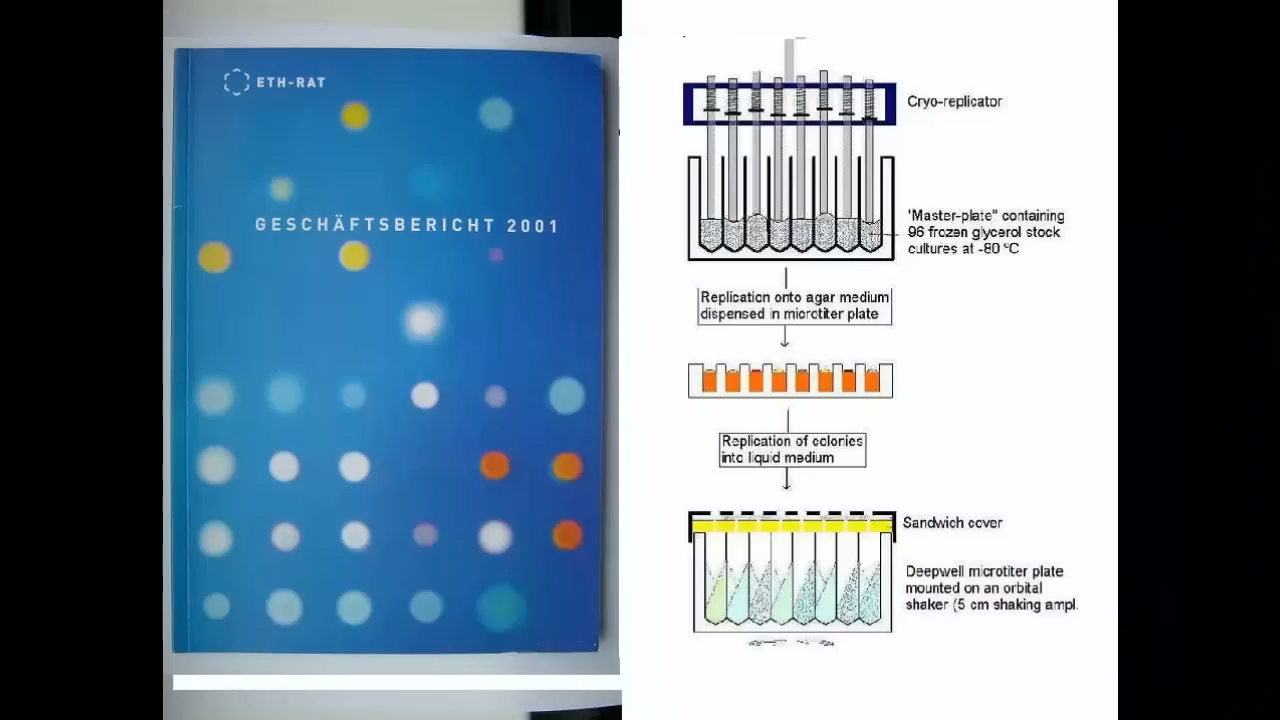 ETH-RAT
GESCHÄFTSBERICHT 2001
Cryo-replicator
'Master-plate" containing
96 frozen glycerol stock
cultures at -80 °C
Replication onto agar medium
dispensed in microtiter plate
Replication of colonies
into liquid medium
Sandwich cover
Deepwell microtiter plate
mounted on an orbital
shaker (5 cm shaking ampl.